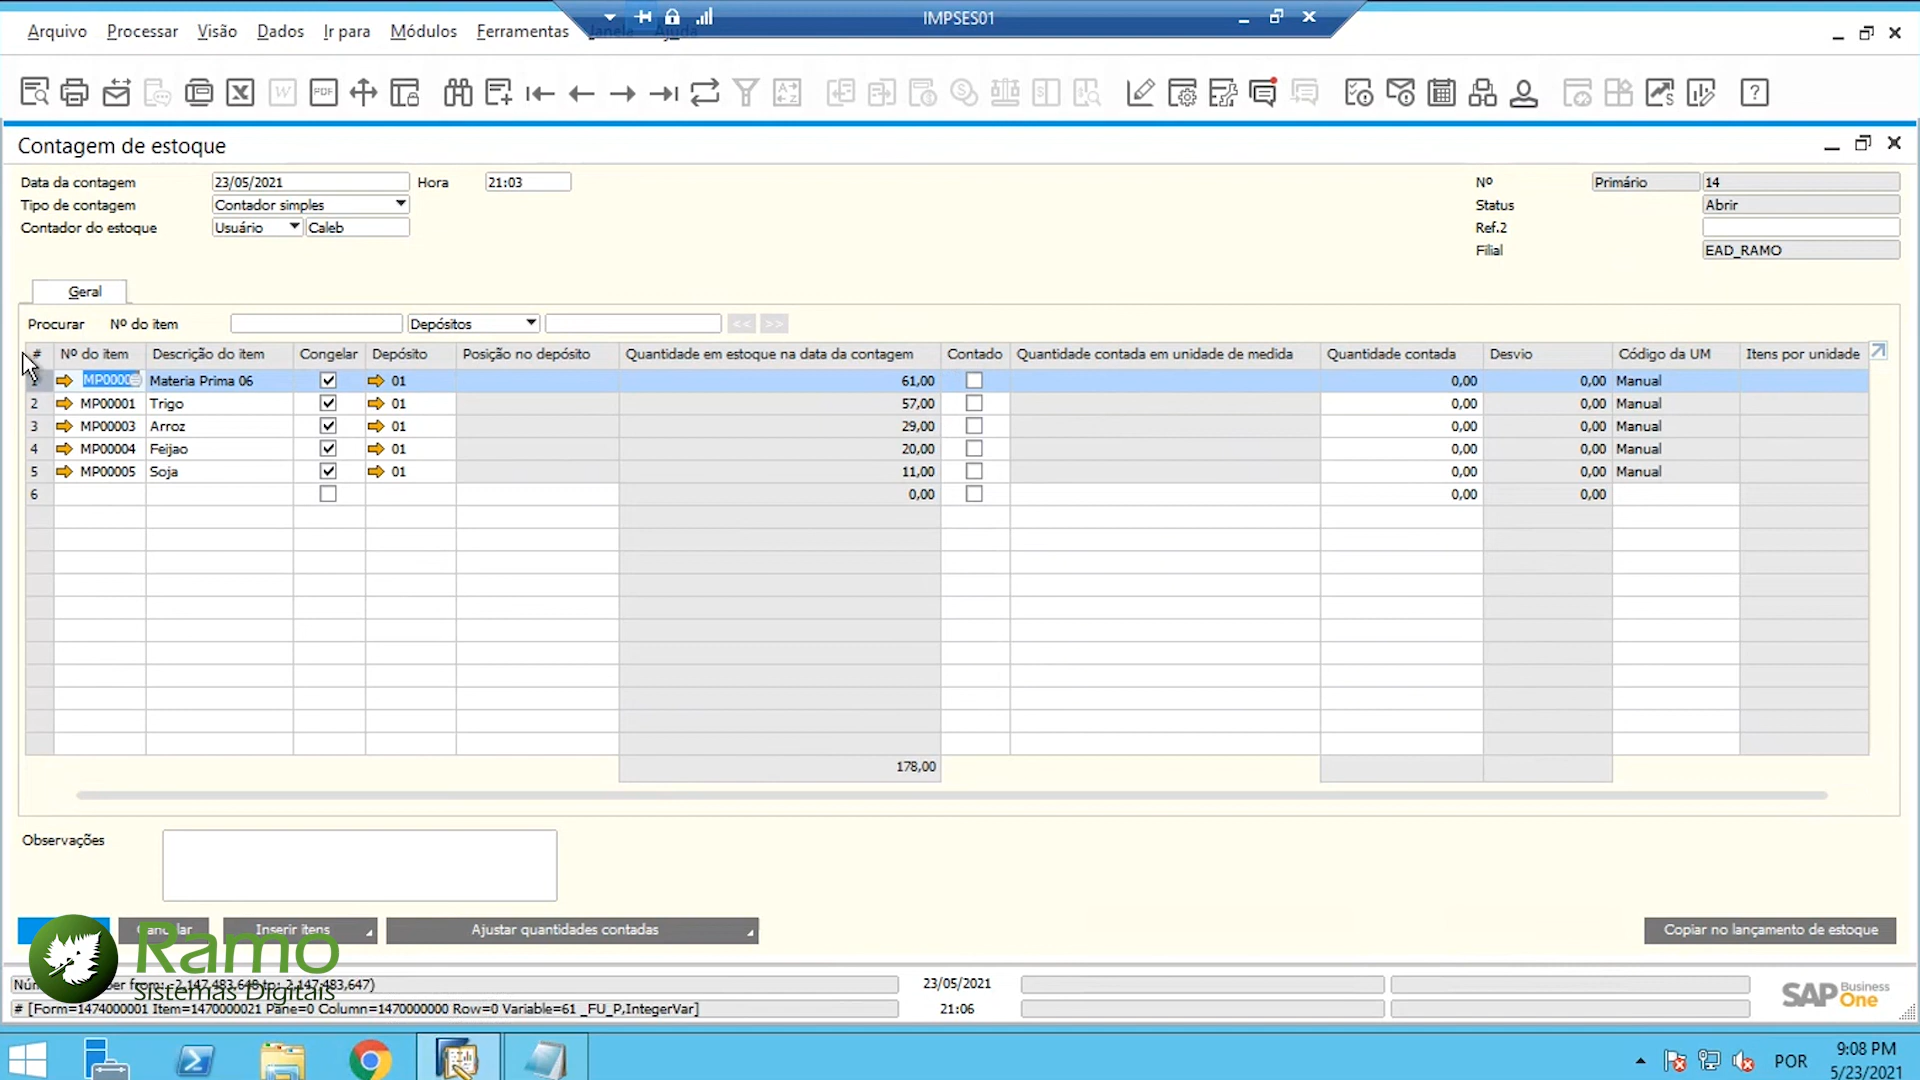 IMPSES01
Arquivo Processar Visão Dados Ir para Módulos Ferramentas Janela Ajuda
Contagem de estoque
Data da contagem 23/05/2021 Hora 21:03 Nº Primário 14
Tipo de contagem Contador simples Status Abrir
Contador do estoque Usuário Caleb Ref.2
Filial EAD_RAMO
Geral
Procurar Nº do item Depósitos << >>
# Nº do item Descrição do item Congelar Depósito Posição no depósito Quantidade em estoque na data da contagem Contado Quantidade contada em unidade de medida Quantidade contada Desvio Código da UM Itens por unidade
1 Materia Prima 06 01 61,00 0,00 0,00 Manual
2 MP00001 Trigo 01 57,00 0,00 0,00 Manual
3 MP00003 Arroz 01 29,00 0,00 0,00 Manual
4 MP00004 Feijao 01 20,00 0,00 0,00 Manual
5 MP00005 Soja 01 11,00 0,00 0,00 Manual
6 0,00 0,00 0,00
178,00
Observações
Cancelar Inserir itens Ajustar quantidades contadas Copiar no lançamento de estoque
Ramo
Sistemas Digitais
from: -2,147,483,648 to: 2,147,483,647) 23/05/2021
# [Form=1474000001 Item=1470000021 Pane=0 Column=1470000000 Row=0 Variable=61 _FU_P,IntegerVar] 21:06
SAP Business One
POR 9:08 PM
5/23/2021